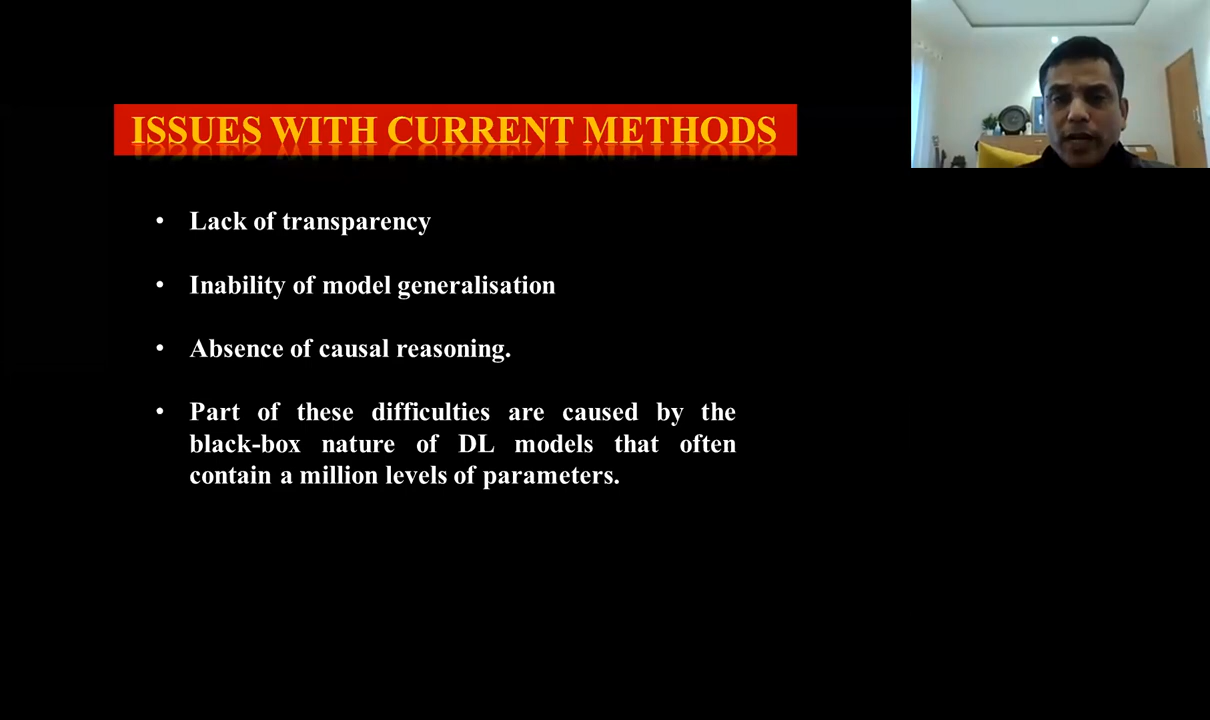 ISSUES WITH CURRENT METHODS
• Lack of transparency
• Inability of model generalisation
• Absence of causal reasoning.
• Part of these difficulties are caused by the
black-box nature of DL models that often
contain a million levels of parameters.